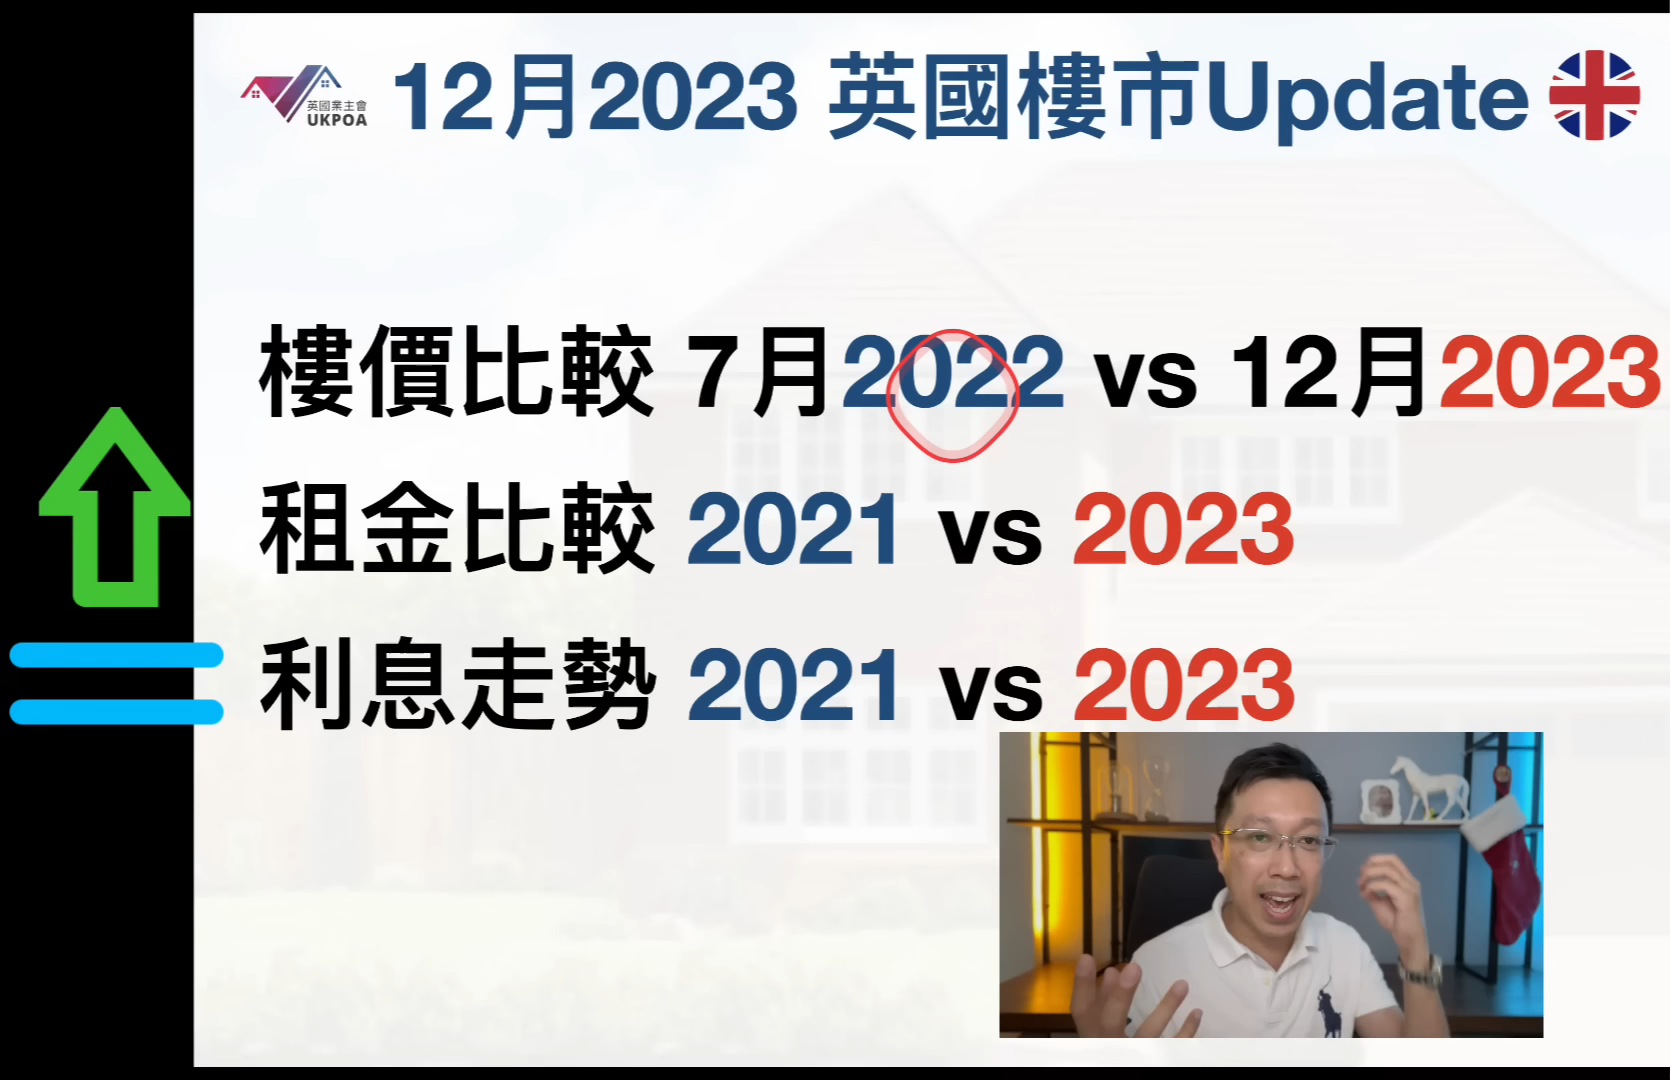 英國業主會
UKPOA
12月2023 英國樓市Update
樓價比較 7月2022 vs 12月2023
租金比較 2021 vs 2023
利息走勢 2021 vs 2023